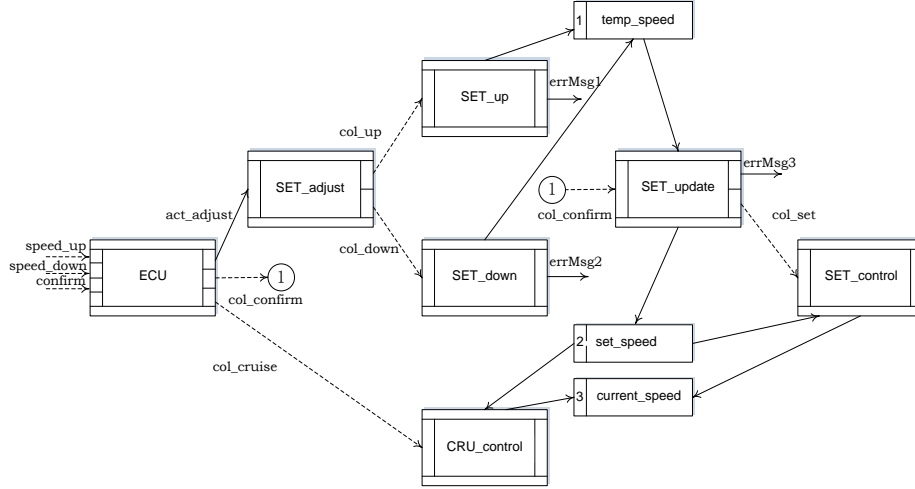 1 temp_speed
SET_up
errMsg1
col_up
SET_adjust
errMsg3
SET_update
1
col_confirm
act_adjust
col_set
speed_up
col_down
speed_down
ECU
confirm
1
col_confirm
errMsg2
SET_down
SET_control
2 set_speed
col_cruise
3 current_speed
CRU_control